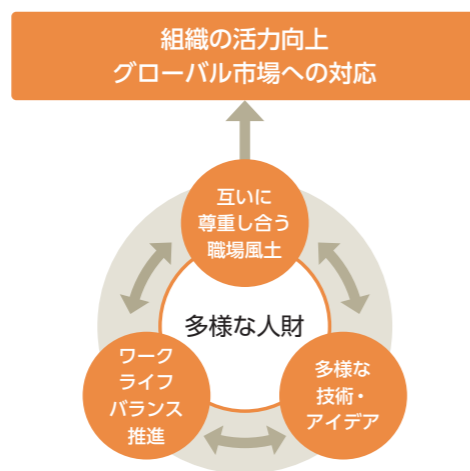 組織の活力向上
グローバル市場への対応
互いに
尊重し合う
職場風土
多様な人財
ワーク
ライフ
バランス
推進
多様な
技術・
アイデア